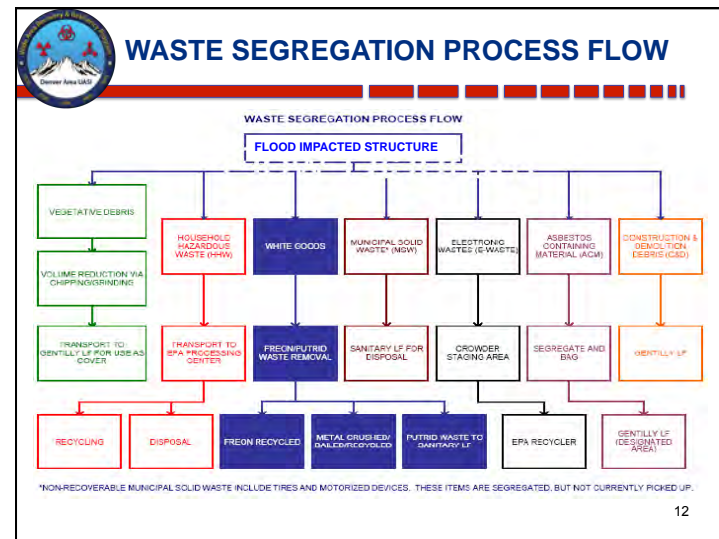 WASTE SEGREGATION PROCESS FLOW
Denver Area UASI
WASTE SEGREGATION PROCESS FLOW
FLOOD IMPACTED STRUCTURE
VEGETATIVE DEBRIS
HOUSEHOLD
HAZARDOUS
WASTE (HHW)
WHITE GOODS
MUNICIPAL SOLID
WASTE* (MSW)
ELECTRONIC
WASTES (E-WASTE)
ASBESTOS
CONTAINING
MATERIAL (ACM)
CONSTRUCTION &
DEMOLITION
DEBRIS (C&D)
VOLUME REDUCTION VIA
CHIPPING/GRINDING
TRANSPORT TO
GENTILLY LF FOR USE AS
COVER
TRANSPORT TO
EPA PROCESSING
CENTER
FREON/PUTRID
WASTE REMOVAL
SANITARY LF FOR
DISPOSAL
CROWDER
STAGING AREA
SEGREGATE AND
BAG
GENTILLY LF
RECYCLING
DISPOSAL
FREON RECYCLED
METAL CRUSHED/
BAILED/RECYCLED
PUTRID WASTE TO
SANITARY LF
EPA RECYCLER
GENTILLY LF
(DESIGNATED
AREA)
*NON-RECOVERABLE MUNICIPAL SOLID WASTE INCLUDE TIRES AND MOTORIZED DEVICES. THESE ITEMS ARE SEGREGATED, BUT NOT CURRENTLY PICKED UP.
12